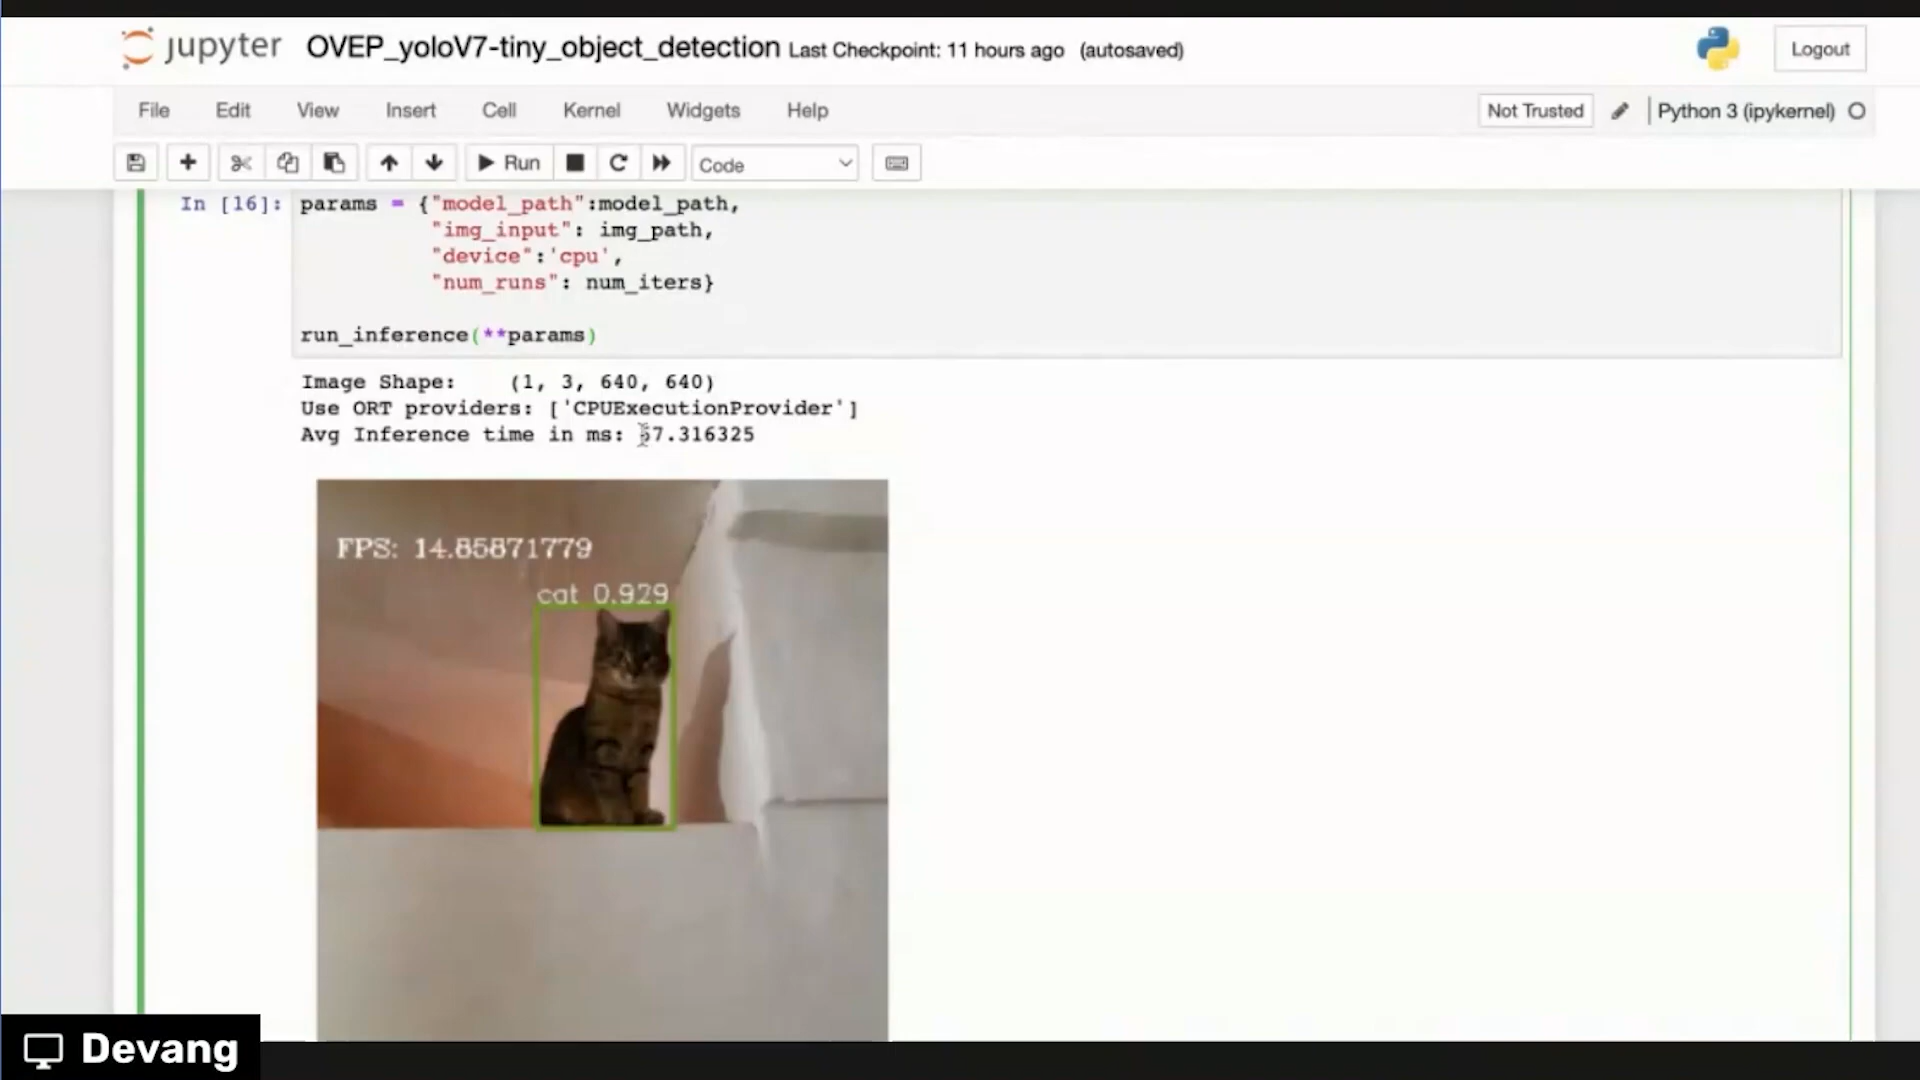 jupyter OVEP_yoloV7-tiny_object_detection Last Checkpoint: 11 hours ago (autosaved) Logout
File Edit View Insert Cell Kernel Widgets Help Not Trusted Python 3 (ipykernel)
Run Code
In [16]: params = {"model_path":model_path,
"img_input": img_path,
"device":'cpu',
"num_runs": num_iters}
run_inference(**params)
Image Shape: (1, 3, 640, 640)
Use ORT providers: ['CPUExecutionProvider']
Avg Inference time in ms: 67.316325
FPS: 14.85871779
cat 0.929
Devang